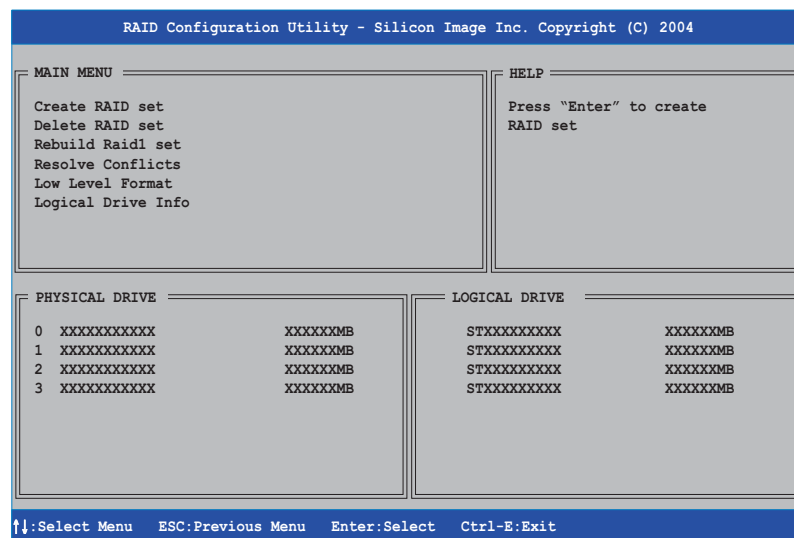 RAID Configuration Utility - Silicon Image Inc. Copyright (C) 2004
MAIN MENU
Create RAID set
Delete RAID set
Rebuild Raid1 set
Resolve Conflicts
Low Level Format
Logical Drive Info
HELP
Press “Enter” to create
RAID set
PHYSICAL DRIVE
0 XXXXXXXXXXX XXXXXXMB
1 XXXXXXXXXXX XXXXXXMB
2 XXXXXXXXXXX XXXXXXMB
3 XXXXXXXXXXX XXXXXXMB
LOGICAL DRIVE
STXXXXXXXXX XXXXXXMB
STXXXXXXXXX XXXXXXMB
STXXXXXXXXX XXXXXXMB
STXXXXXXXXX XXXXXXMB
↑↓:Select Menu ESC:Previous Menu Enter:Select Ctrl-E:Exit